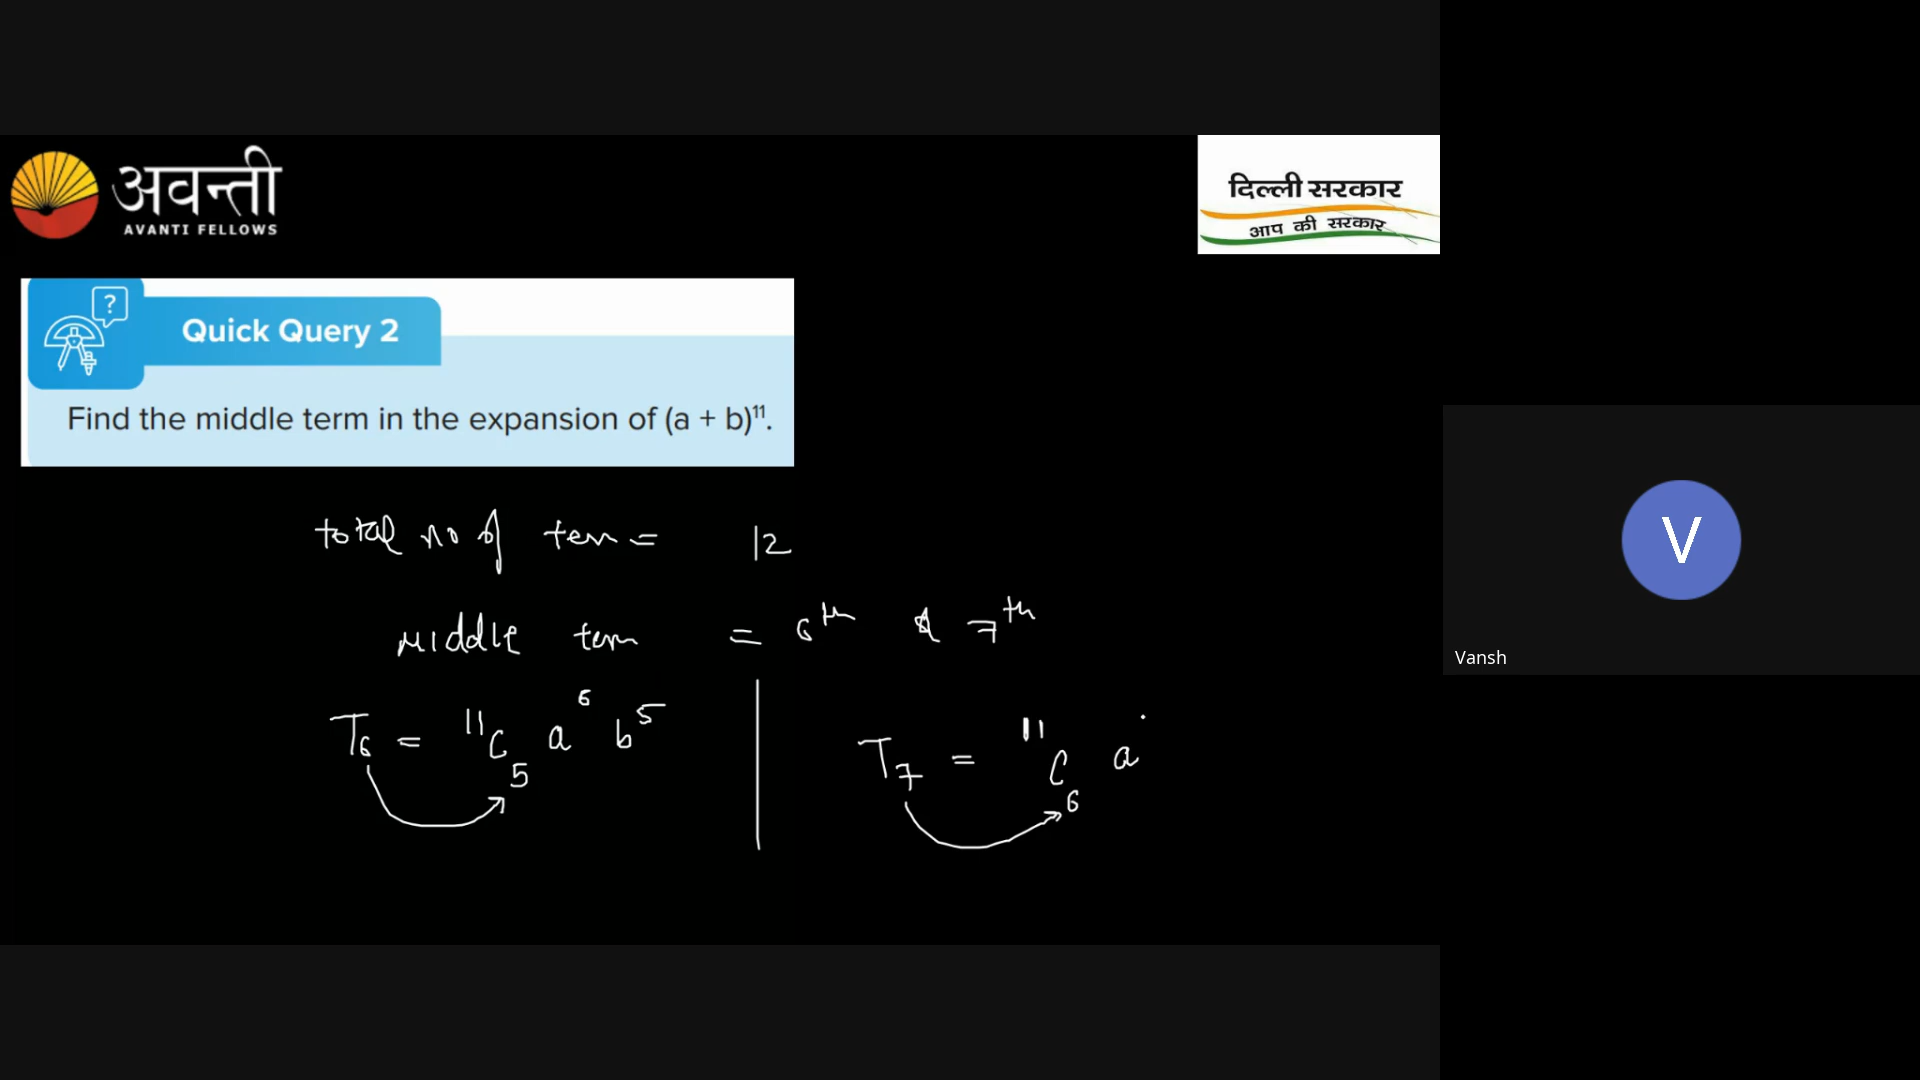 अवन्ती
AVANTI FELLOWS
दिल्ली सरकार
आप की सरकार
?
Quick Query 2
Find the middle term in the expansion of (a + b)¹¹.
total no of term = 12
Middle term = 6th & 7th
T₆ = ¹¹C₅ a⁶ b⁵
T₇ = ¹¹C₆ a
V
Vansh